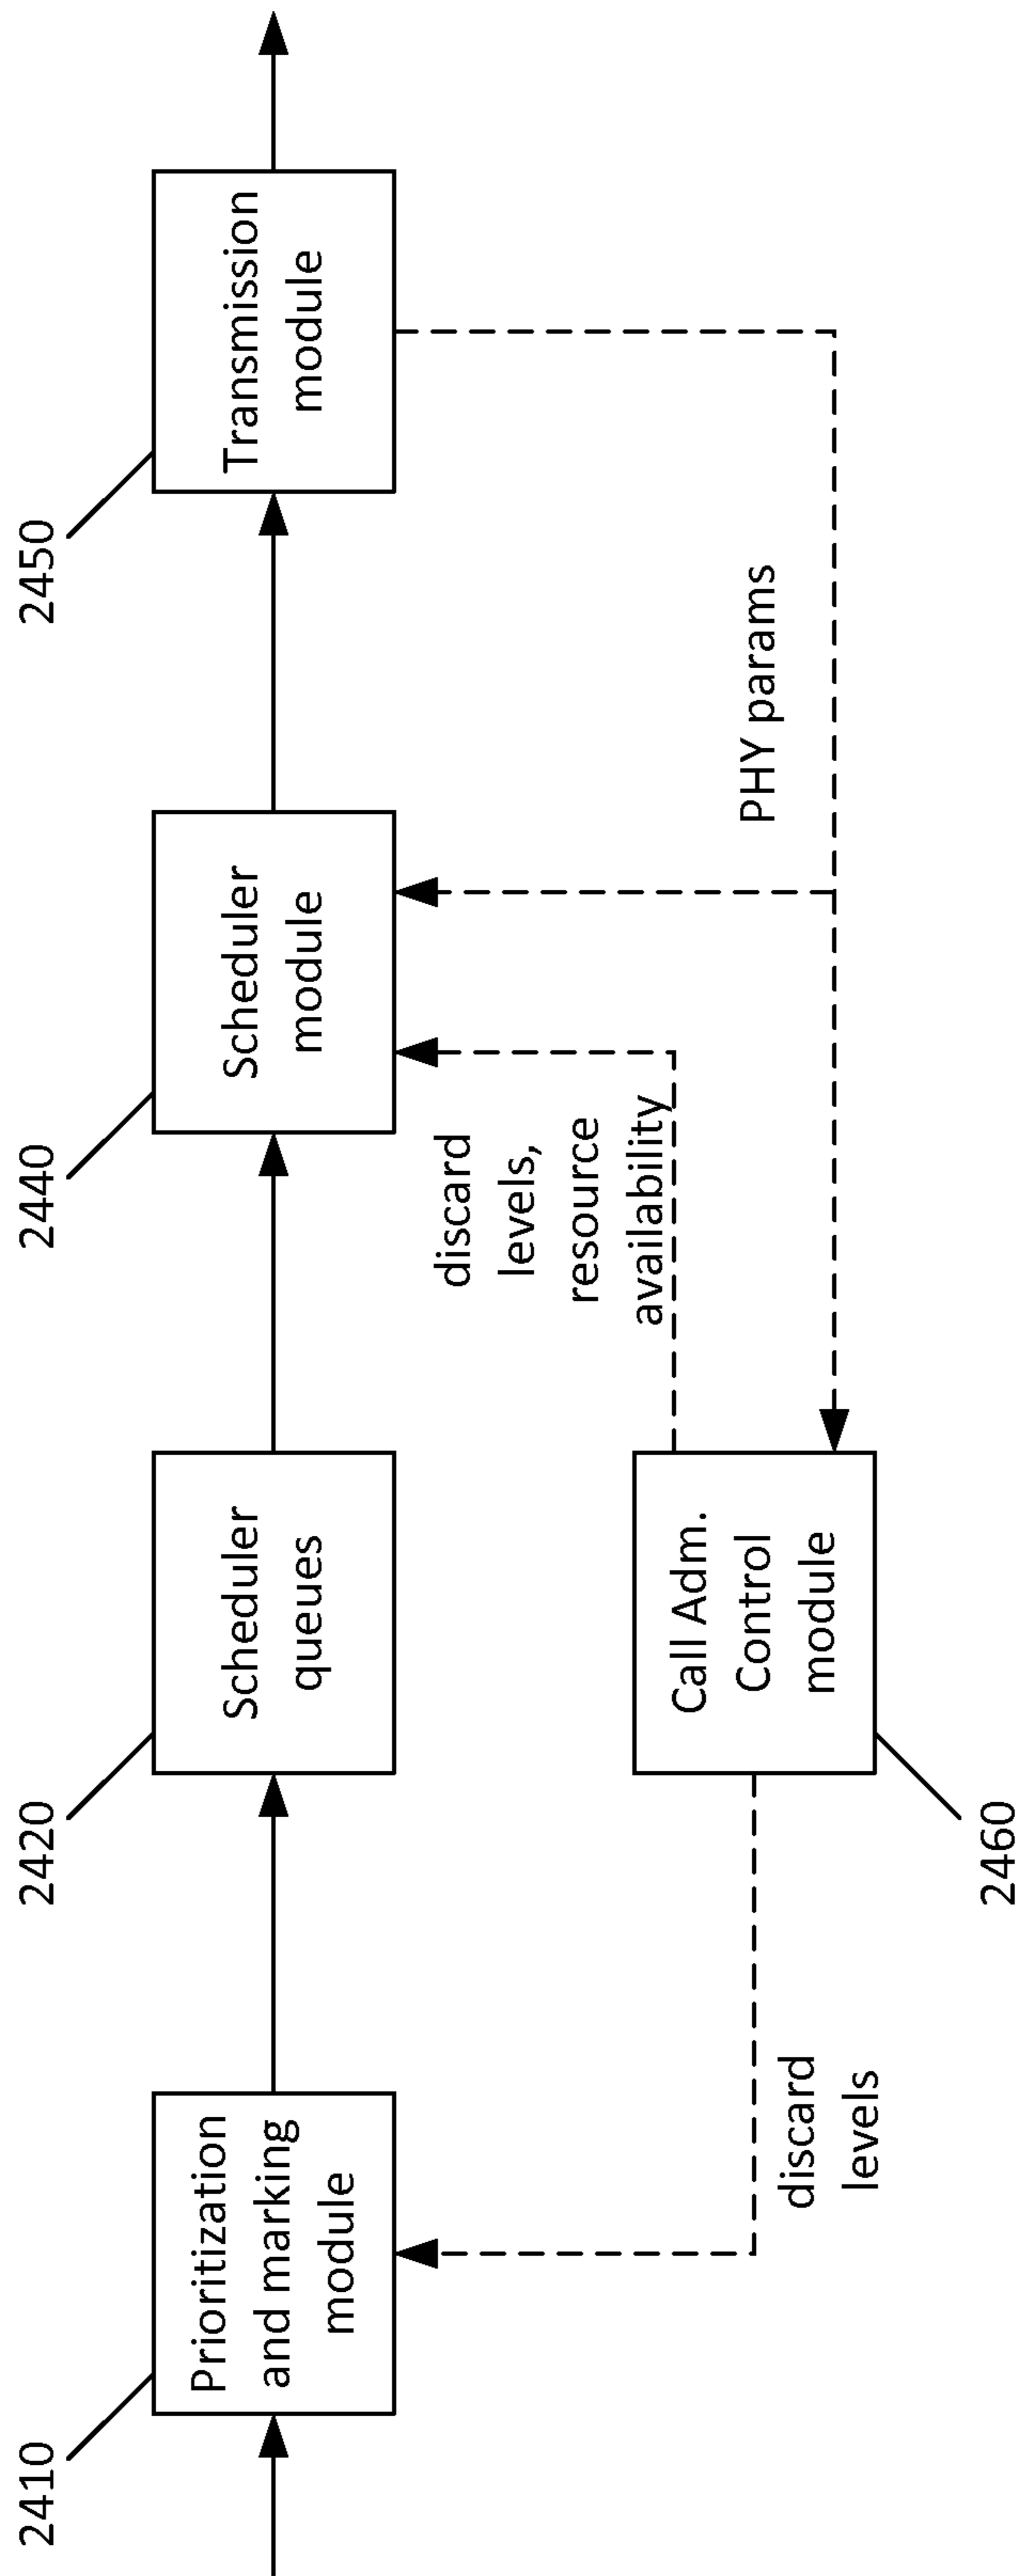 2410
Prioritization
and marking
module
2420
Scheduler
queues
2440
Scheduler
module
2450
Transmission
module
discard
levels,
resource
availability
PHY params
discard
levels
Call Adm.
Control
module
2460